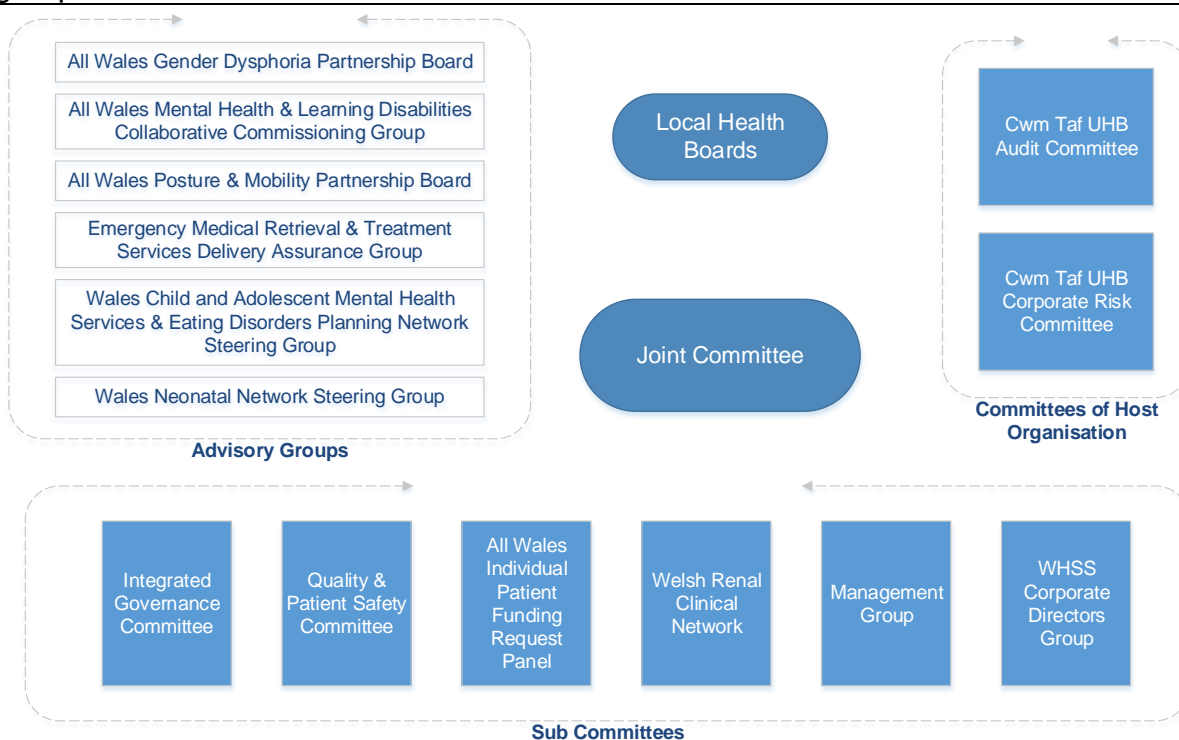 All Wales Gender Dysphoria Partnership Board
All Wales Mental Health & Learning Disabilities
Collaborative Commissioning Group
All Wales Posture & Mobility Partnership Board
Emergency Medical Retrieval & Treatment
Services Delivery Assurance Group
Wales Child and Adolescent Mental Health
Services & Eating Disorders Planning Network
Steering Group
Wales Neonatal Network Steering Group
Advisory Groups
Local Health
Boards
Joint Committee
Cwm Taf UHB
Audit Committee
Cwm Taf UHB
Corporate Risk
Committee
Committees of Host
Organisation
Integrated
Governance
Committee
Quality &
Patient Safety
Committee
All Wales
Individual
Patient
Funding
Request
Panel
Welsh Renal
Clinical
Network
Management
Group
WHSS
Corporate
Directors
Group
Sub Committees